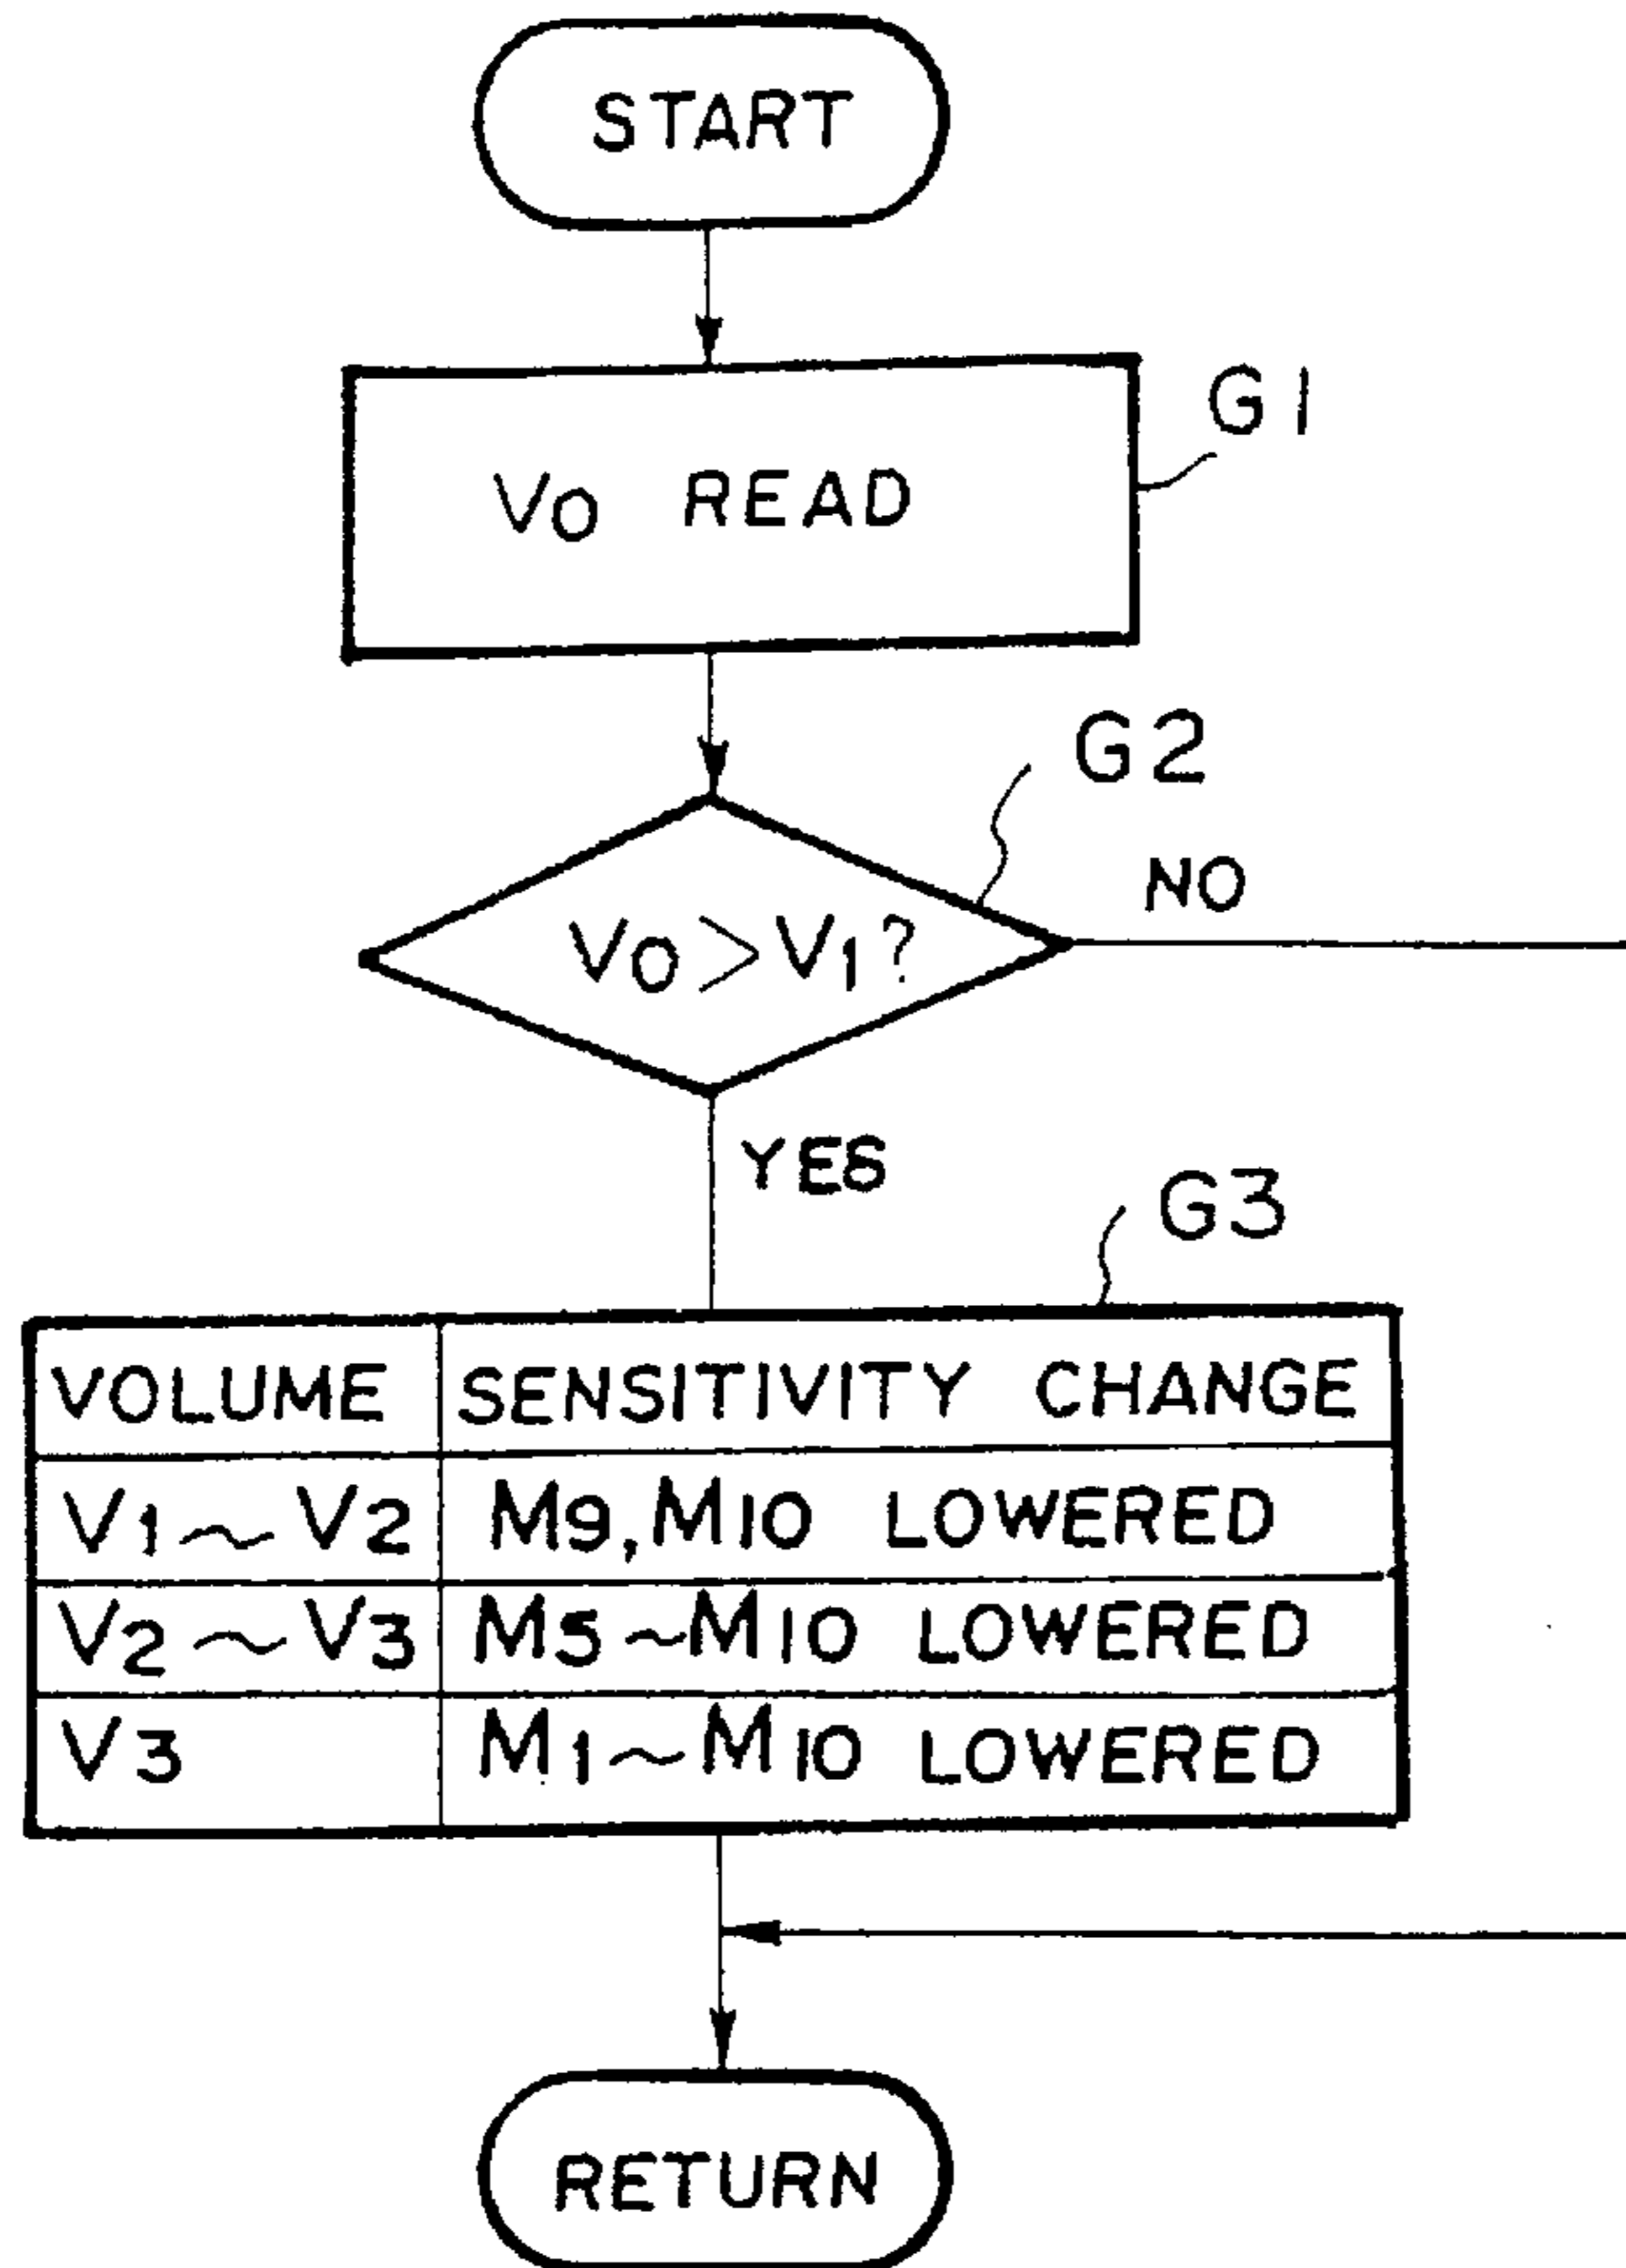 START
G1
V0 READ
G2
NO
V0>V1?
YES
G3
VOLUME SENSITIVITY CHANGE
V1~V2 M9,M10 LOWERED
V2~V3 M5~M10 LOWERED
V3 M1~M10 LOWERED
RETURN